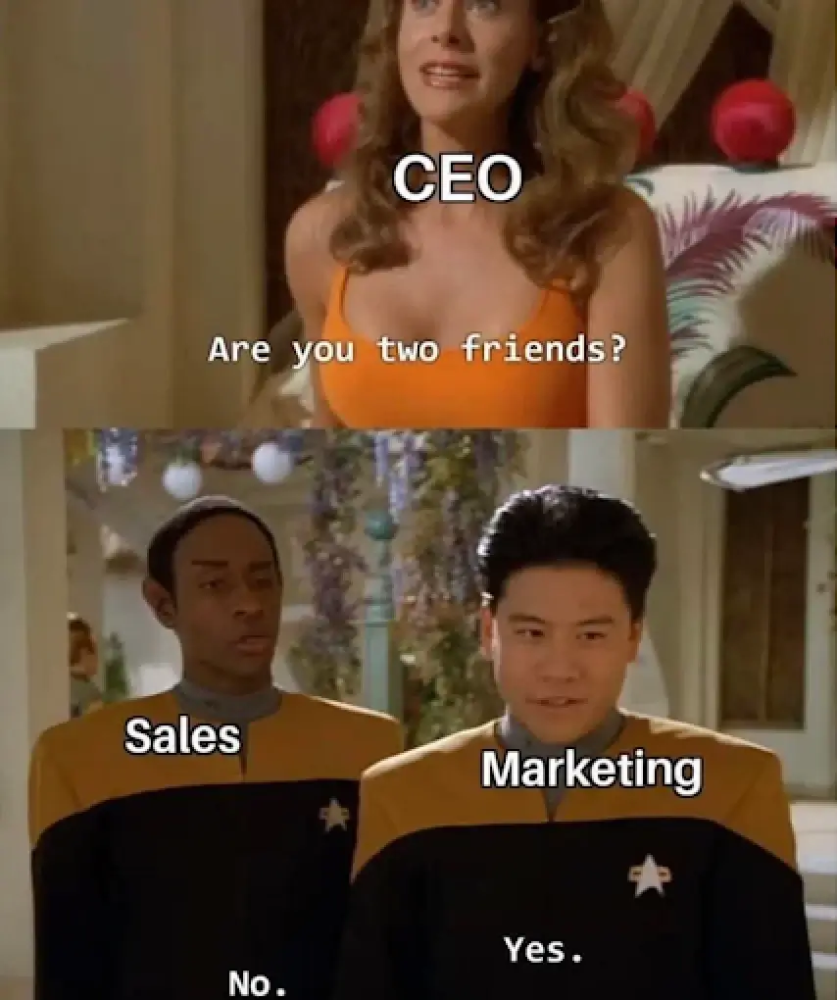 CEO
Are you two friends?
Sales
Marketing
Yes.
No.